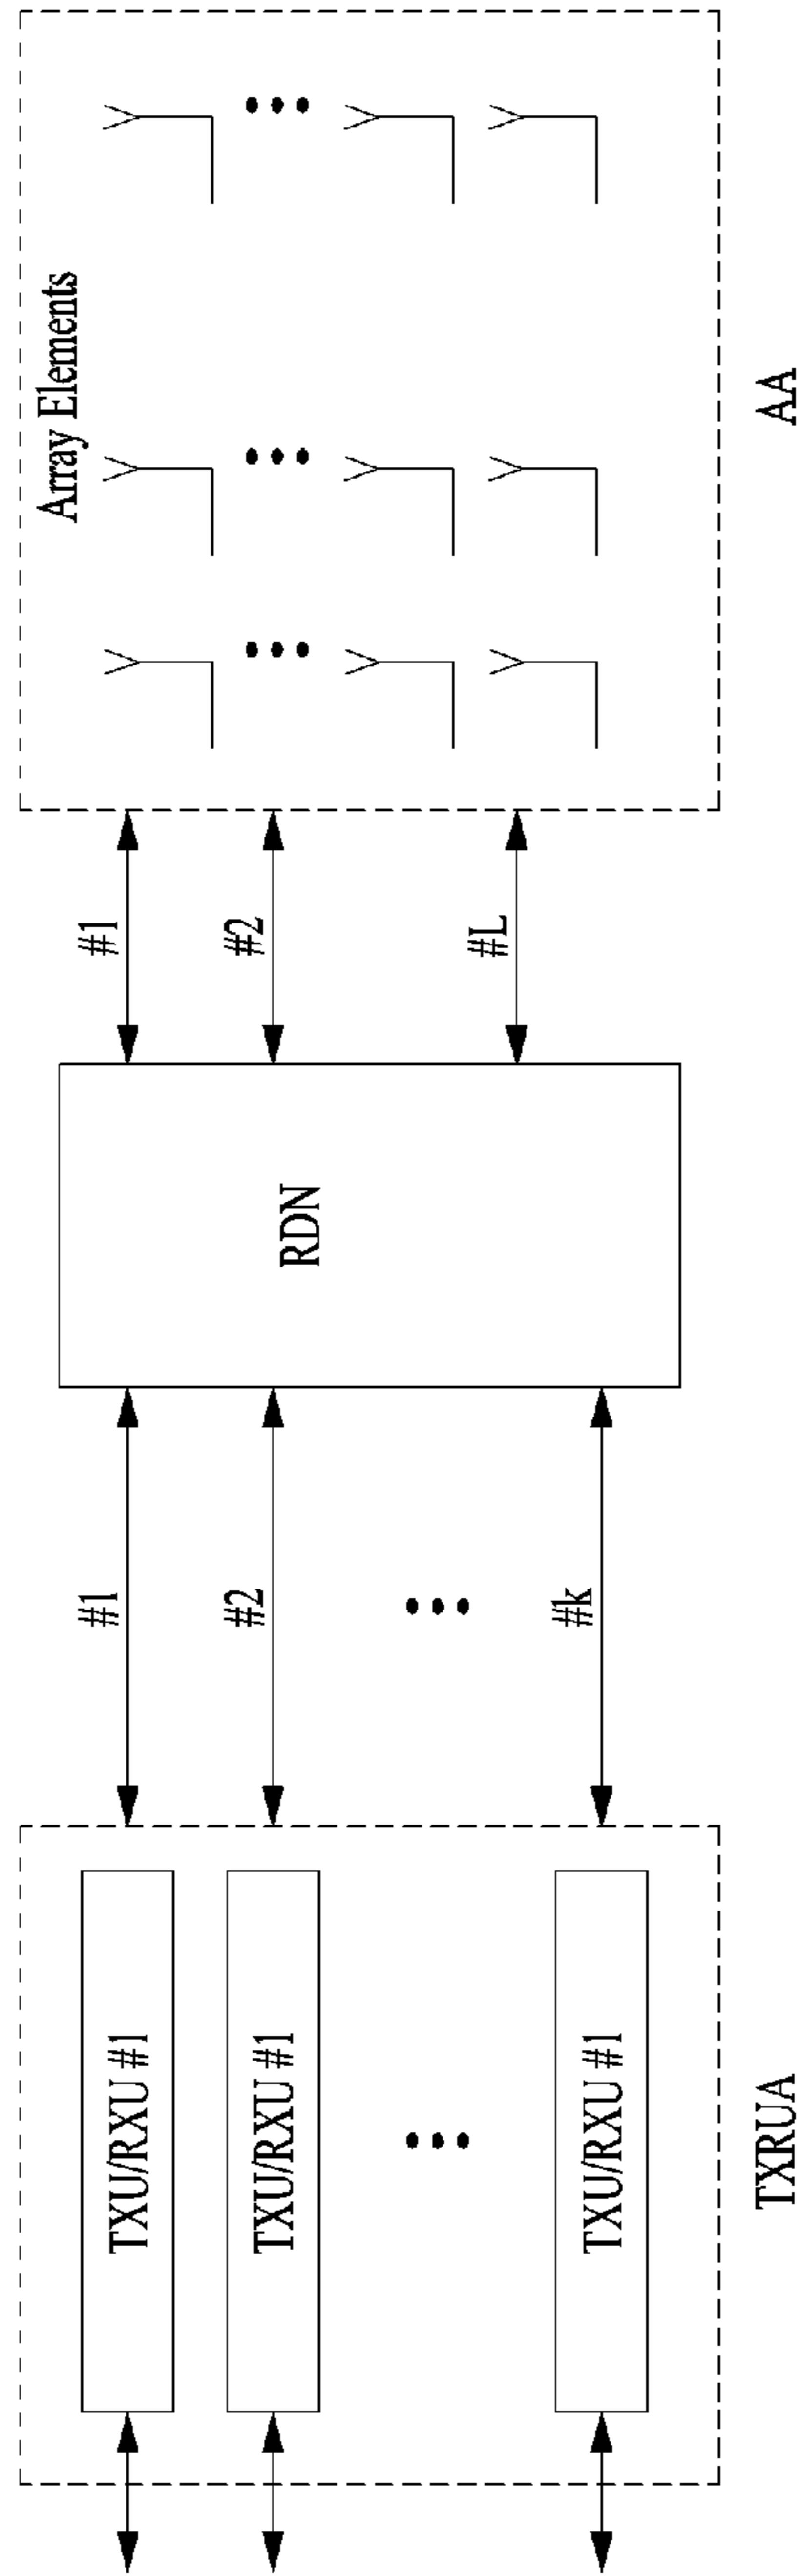 TXU/RXU #1
TXU/RXU #1
TXU/RXU #1
TXRUA
#1
#2
#k
RDN
#1
#2
#L
Array Elements
AA